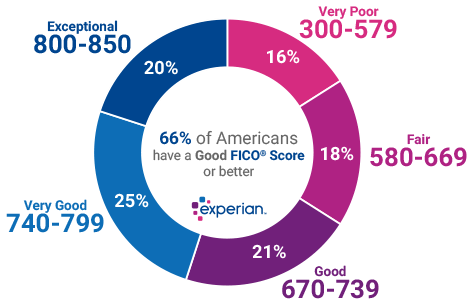 Very Poor
300-579
16%
Fair
580-669
18%
Good
670-739
21%
Very Good
740-799
25%
Exceptional
800-850
20%
66% of Americans
have a Good FICO® Score
or better
experian™